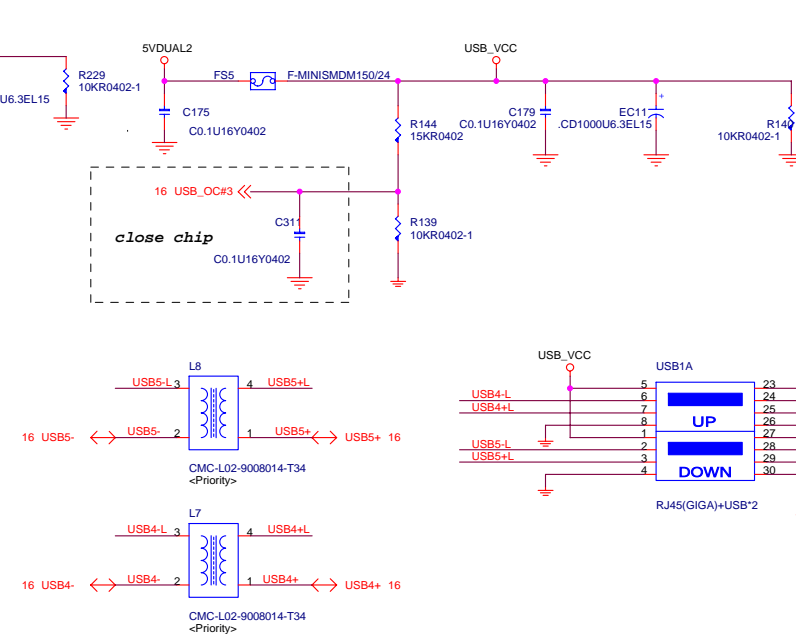 5VDUAL2
USB_VCC
R229
10KR0402-1
U6.3EL15
FS5
F-MINISMDM150/24
C175
C0.1U16Y0402
R144
15KR0402
C179
C0.1U16Y0402
EC11
+
.CD1000U6.3EL15
R140
10KR0402-1
16 USB_OC#3
C311
close chip
C0.1U16Y0402
R139
10KR0402-1
L8
USB5-L 3
4 USB5+L
16 USB5-
USB5- 2
1 USB5+
USB5+ 16
CMC-L02-9008014-T34
<Priority>
L7
USB4-L 3
4 USB4+L
16 USB4-
USB4- 2
1 USB4+
USB4+ 16
CMC-L02-9008014-T34
<Priority>
USB_VCC
USB1A
5 23
USB4-L 6 24
USB4+L 7 25
8 UP 26
1 27
USB5-L 2 28
USB5+L 3 29
4 DOWN 30
RJ45(GIGA)+USB*2